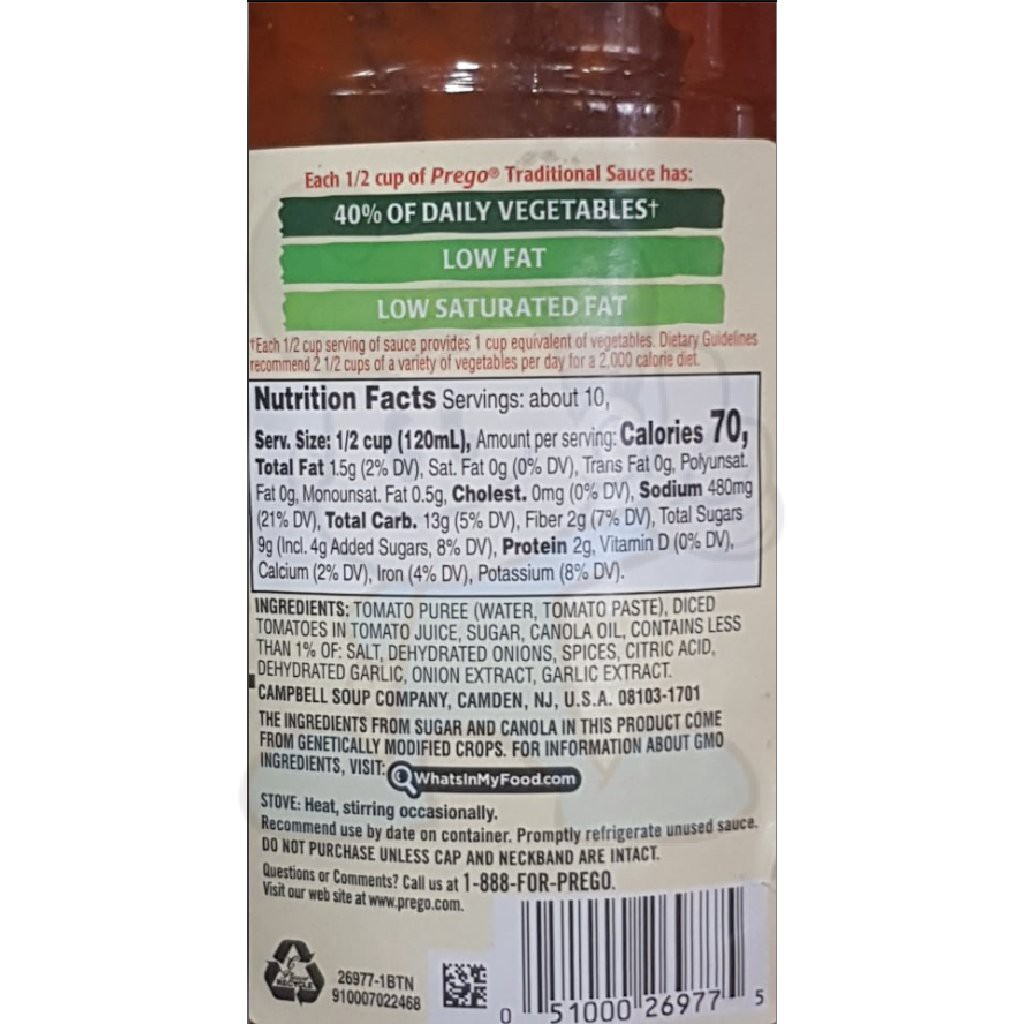 Each 1/2 cup of Prego® Traditional Sauce has:
40% OF DAILY VEGETABLES†
LOW FAT
LOW SATURATED FAT
†Each 1/2 cup serving of sauce provides 1 cup equivalent of vegetables. Dietary Guidelines
recommend 2 1/2 cups of a variety of vegetables per day for a 2,000 calorie diet.
Nutrition Facts Servings: about 10,
Serv. Size: 1/2 cup (120mL), Amount per serving: Calories 70,
Total Fat 1.5g (2% DV), Sat. Fat 0g (0% DV), Trans Fat 0g, Polyunsat.
Fat 0g, Monounsat. Fat 0.5g, Cholest. 0mg (0% DV), Sodium 480mg
(21% DV), Total Carb. 13g (5% DV), Fiber 2g (7% DV), Total Sugars
9g (Incl. 4g Added Sugars, 8% DV), Protein 2g, Vitamin D (0% DV),
Calcium (2% DV), Iron (4% DV), Potassium (8% DV).
INGREDIENTS: TOMATO PUREE (WATER, TOMATO PASTE), DICED
TOMATOES IN TOMATO JUICE, SUGAR, CANOLA OIL, CONTAINS LESS
THAN 1% OF: SALT, DEHYDRATED ONIONS, SPICES, CITRIC ACID,
DEHYDRATED GARLIC, ONION EXTRACT, GARLIC EXTRACT.
CAMPBELL SOUP COMPANY, CAMDEN, NJ, U.S.A. 08103-1701
THE INGREDIENTS FROM SUGAR AND CANOLA IN THIS PRODUCT COME
FROM GENETICALLY MODIFIED CROPS. FOR INFORMATION ABOUT GMO
INGREDIENTS, VISIT: WhatsInMyFood.com
STOVE: Heat, stirring occasionally.
Recommend use by date on container. Promptly refrigerate unused sauce.
DO NOT PURCHASE UNLESS CAP AND NECKBAND ARE INTACT.
Questions or Comments? Call us at 1-888-FOR-PREGO.
Visit our web site at www.prego.com.
RECYCLE
26977-1BTN
910007022468
0 51000 26977 5